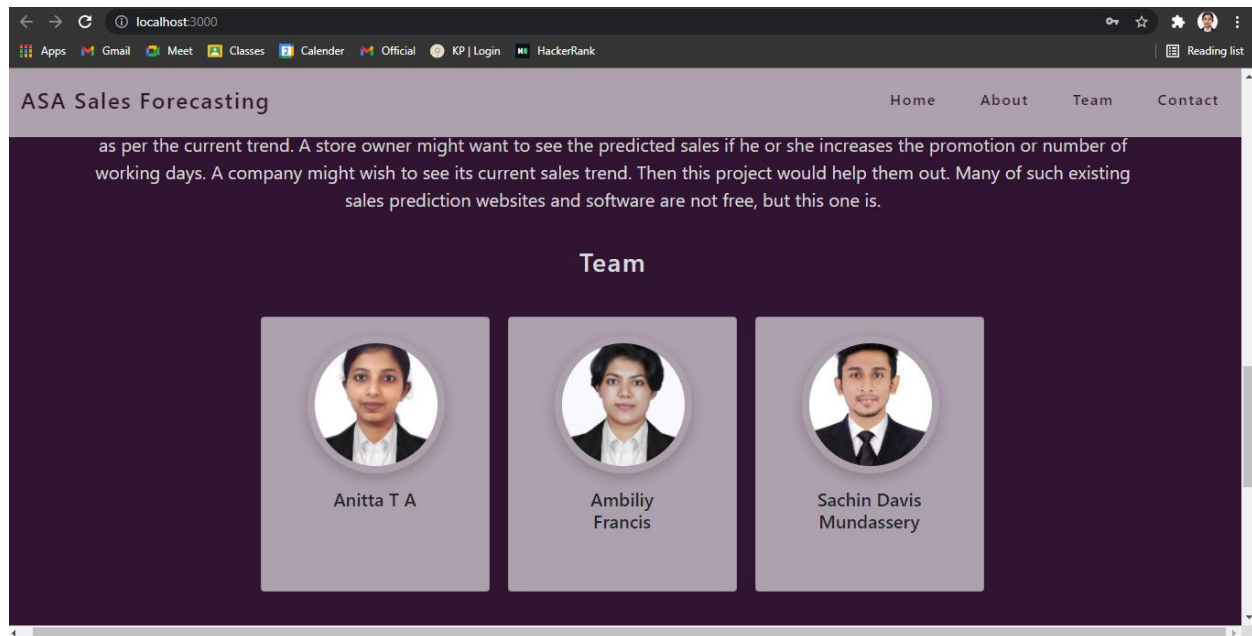 localhost:3000
Apps Gmail Meet Classes 2 Calender Official KP | Login HackerRank Reading list
ASA Sales Forecasting Home About Team Contact
as per the current trend. A store owner might want to see the predicted sales if he or she increases the promotion or number of
working days. A company might wish to see its current sales trend. Then this project would help them out. Many of such existing
sales prediction websites and software are not free, but this one is.
Team
Anitta T A
Ambiliy
Francis
Sachin Davis
Mundassery